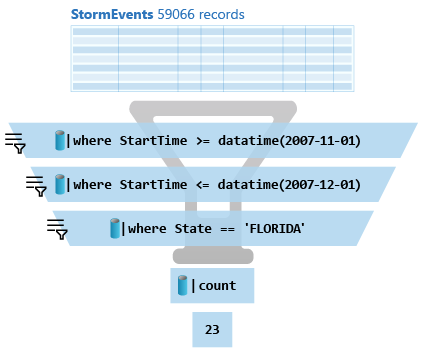 StormEvents 59066 records
|where StartTime >= datatime(2007-11-01)
|where StartTime <= datatime(2007-12-01)
|where State == 'FLORIDA'
|count
23